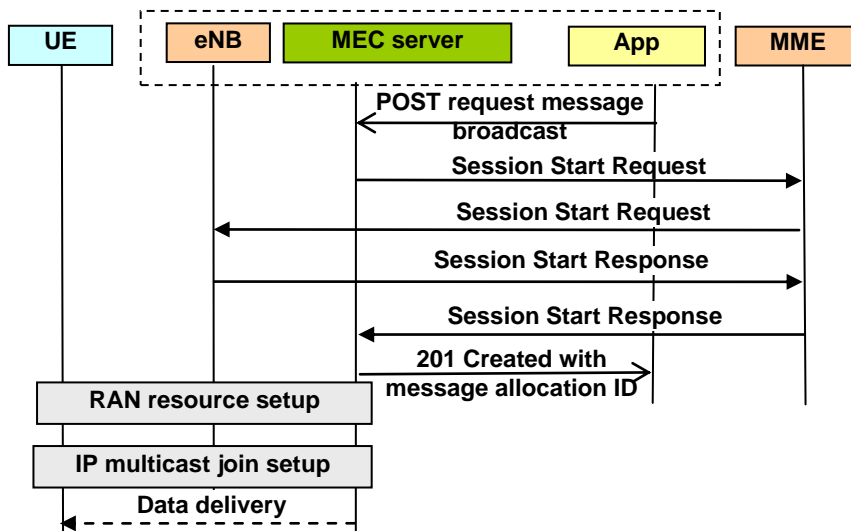 UE
eNB
MEC server
App
MME
POST request message
broadcast
Session Start Request
Session Start Request
Session Start Response
Session Start Response
201 Created with
message allocation ID
RAN resource setup
IP multicast join setup
Data delivery